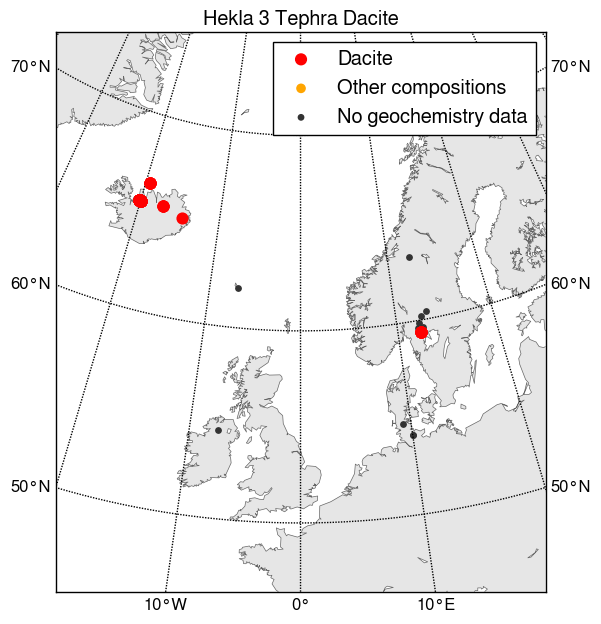 Hekla 3 Tephra Dacite
Dacite
Other compositions
No geochemistry data
70°N 70°N
60°N 60°N
50°N 50°N
10°W 0° 10°E